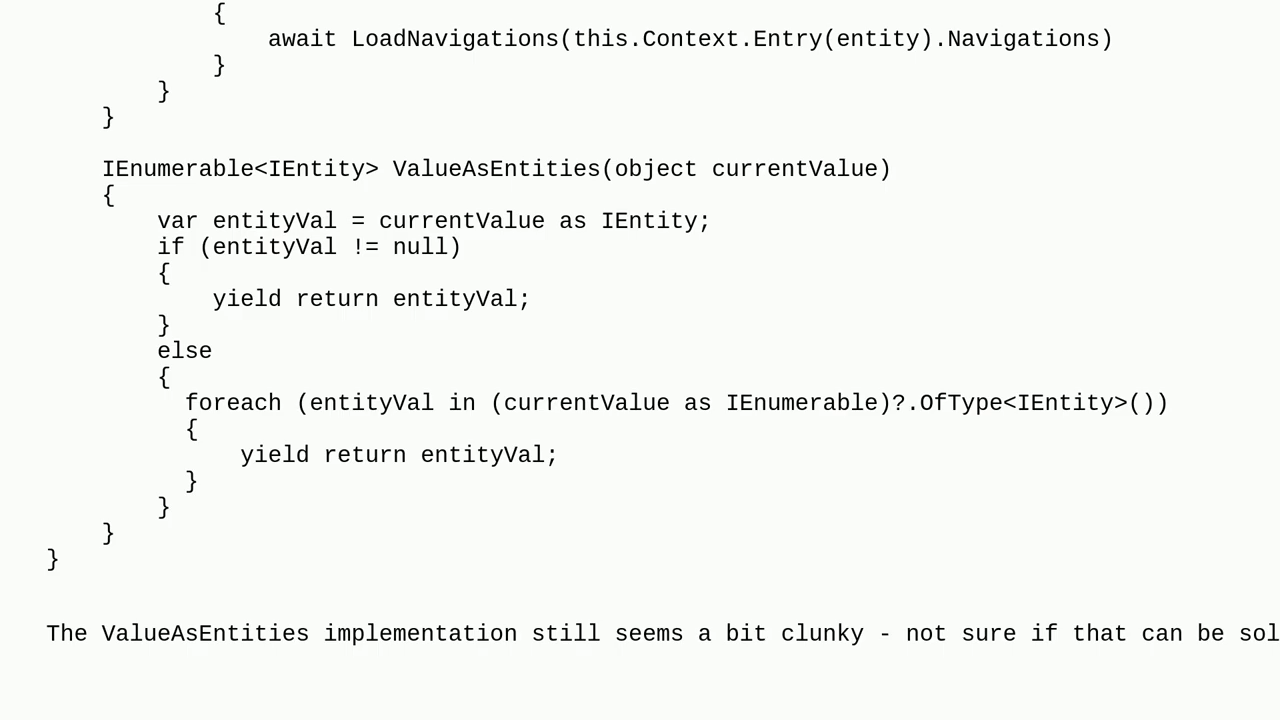 {
await LoadNavigations(this.Context.Entry(entity).Navigations)
}
}
}
IEnumerable<IEntity> ValueAsEntities(object currentValue)
{
var entityVal = currentValue as IEntity;
if (entityVal != null)
{
yield return entityVal;
}
else
{
foreach (entityVal in (currentValue as IEnumerable)?.OfType<IEntity>())
{
yield return entityVal;
}
}
}
}
The ValueAsEntities implementation still seems a bit clunky - not sure if that can be sol